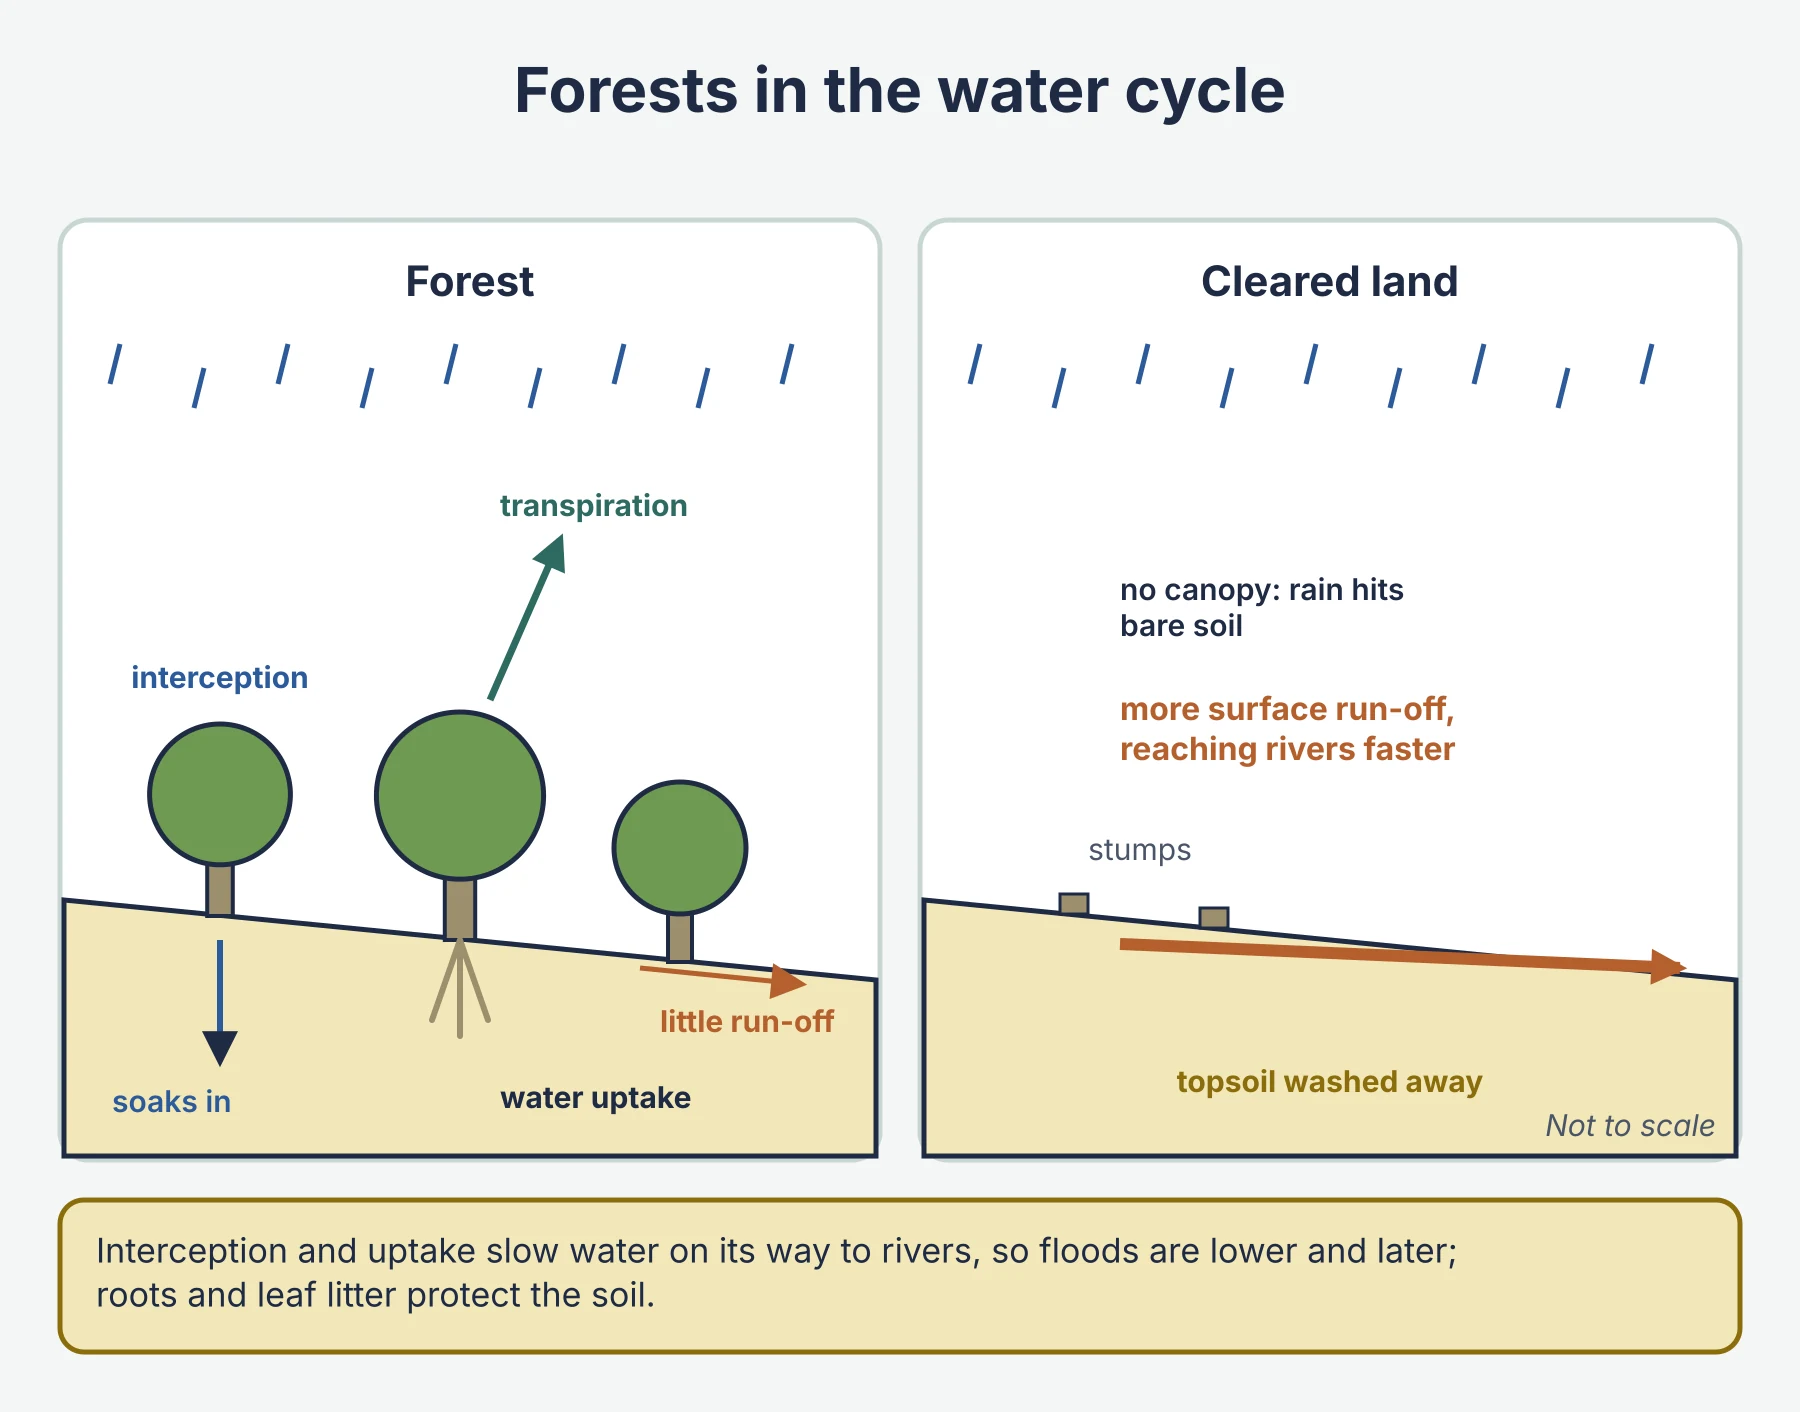 Forests in the water cycle
Forest
transpiration
interception
little run-off
soaks in
water uptake
Cleared land
no canopy: rain hits
bare soil
more surface run-off,
reaching rivers faster
stumps
topsoil washed away
Not to scale
Interception and uptake slow water on its way to rivers, so floods are lower and later;
roots and leaf litter protect the soil.